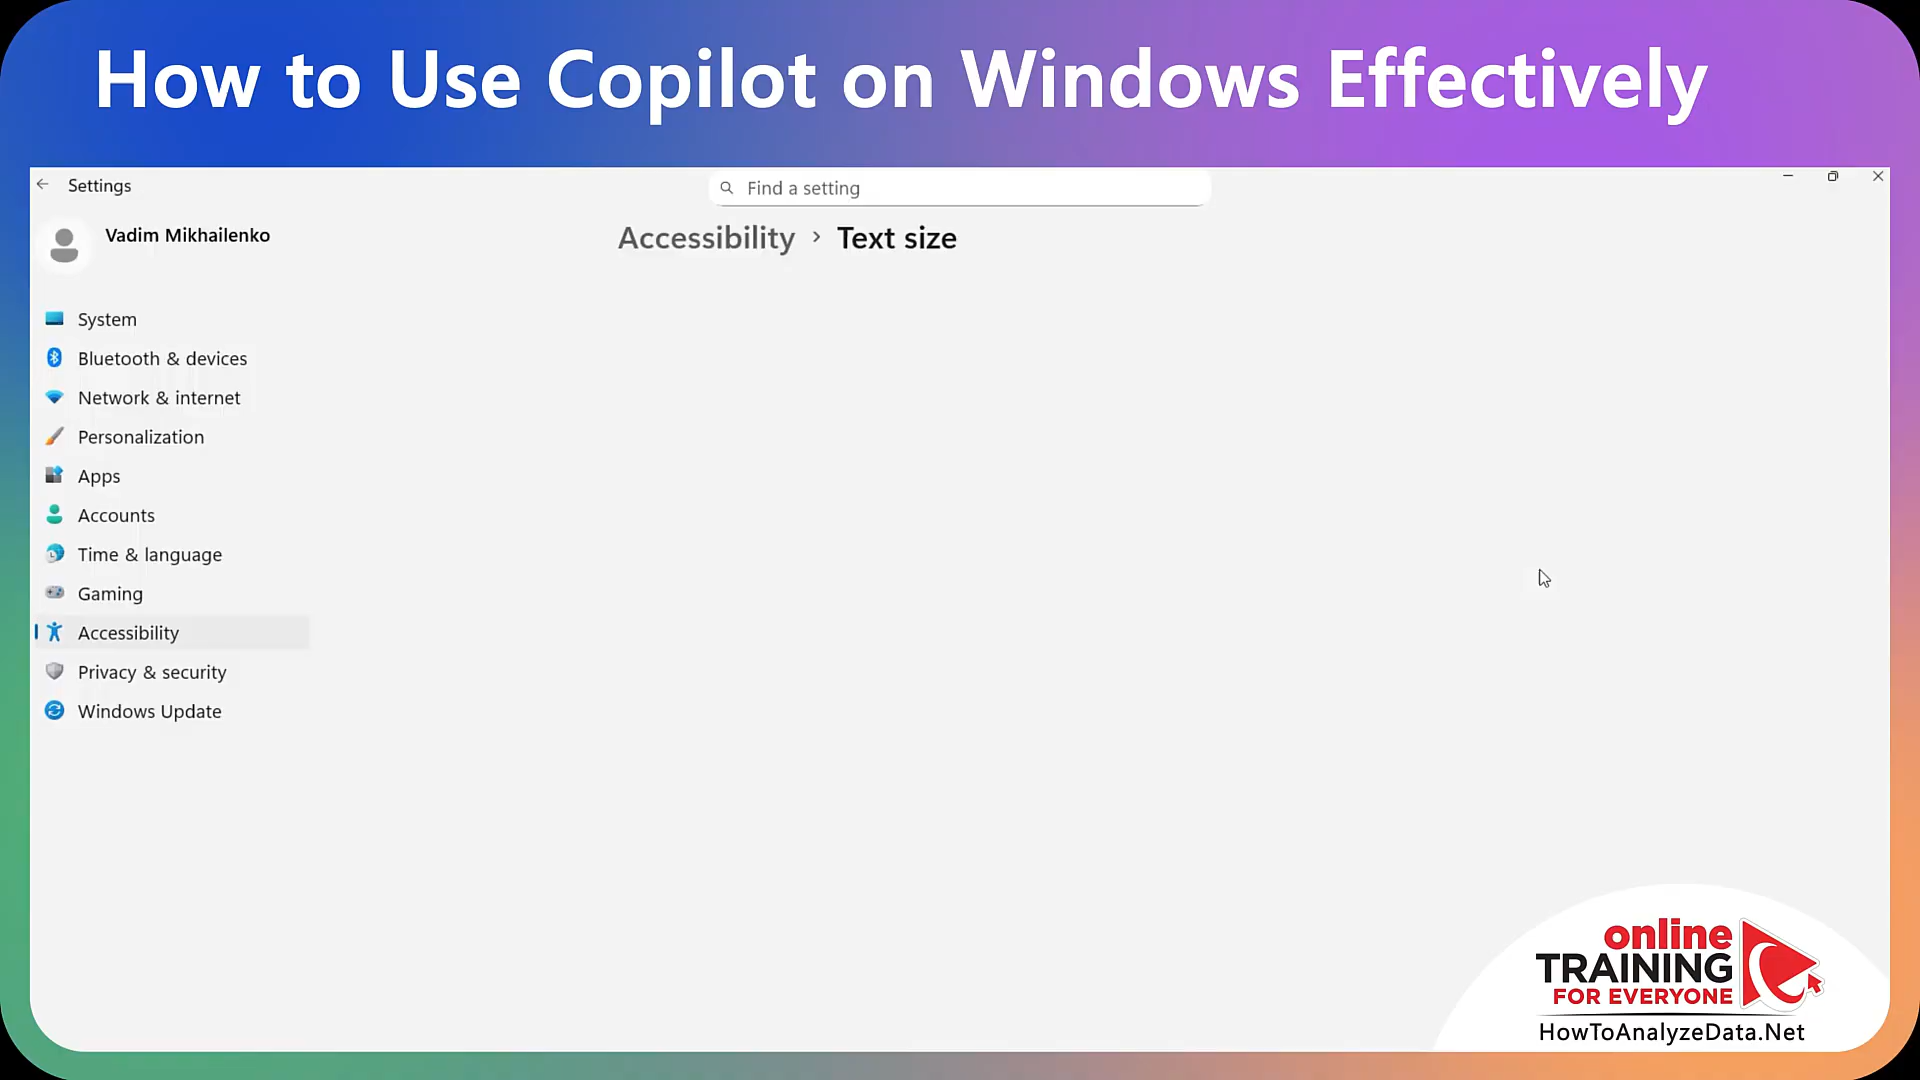 How to Use Copilot on Windows Effectively
Settings
Find a setting
Vadim Mikhailenko
Accessibility > Text size
System
Bluetooth & devices
Network & internet
Personalization
Apps
Accounts
Time & language
Gaming
Accessibility
Privacy & security
Windows Update
online
TRAINING
FOR EVERYONE
HowToAnalyzeData.Net